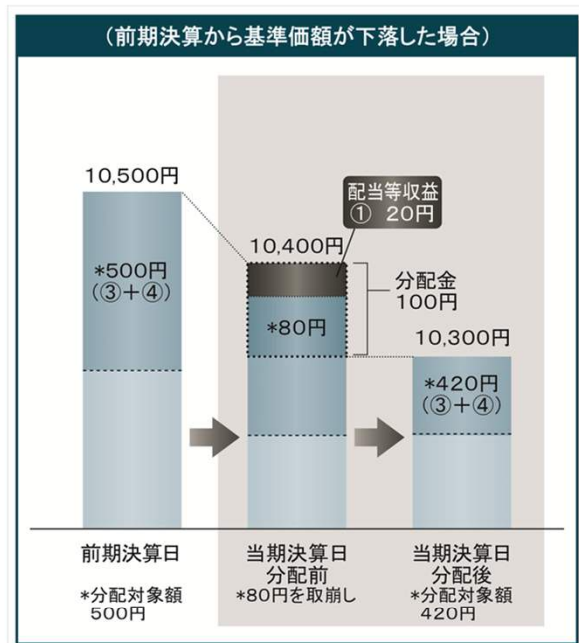 (前期決算から基準価額が下落した場合)
10,500円
*500円
(③+④)
配当等収益
① 20円
10,400円
*80円
分配金
100円
10,300円
*420円
(③+④)
前期決算日
*分配対象額
500円
当期決算日
分配前
*80円を取崩し
当期決算日
分配後
*分配対象額
420円